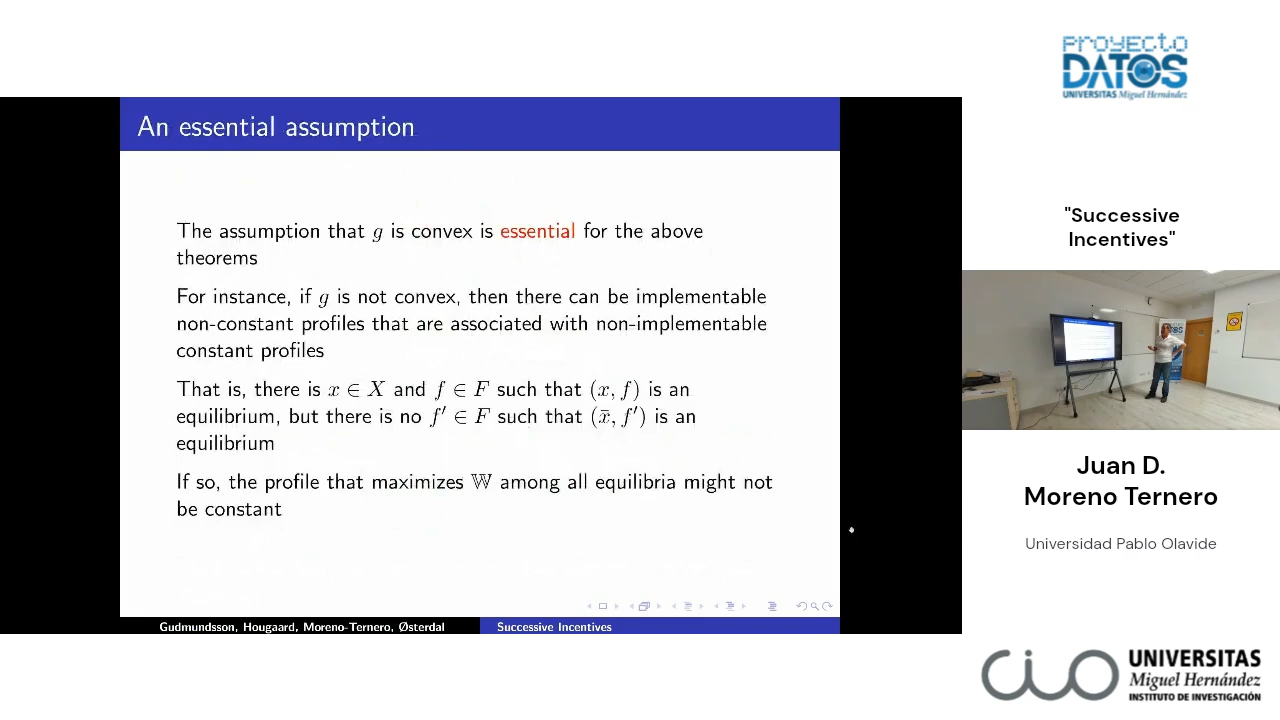 An essential assumption
The assumption that g is convex is essential for the above
theorems
For instance, if g is not convex, then there can be implementable
non-constant profiles that are associated with non-implementable
constant profiles
That is, there is x ∈ X and f ∈ F such that (x, f) is an
equilibrium, but there is no f′ ∈ F such that (x̄, f′) is an
equilibrium
If so, the profile that maximizes 𝕎 among all equilibria might not
be constant
Gudmundsson, Hougaard, Moreno-Ternero, Østerdal
Successive Incentives
PROYECTO
DATOS
UNIVERSITAS Miguel Hernández
"Successive
Incentives"
Juan D.
Moreno Ternero
Universidad Pablo Olavide
CIO
UNIVERSITAS
Miguel Hernández
INSTITUTO DE INVESTIGACIÓN